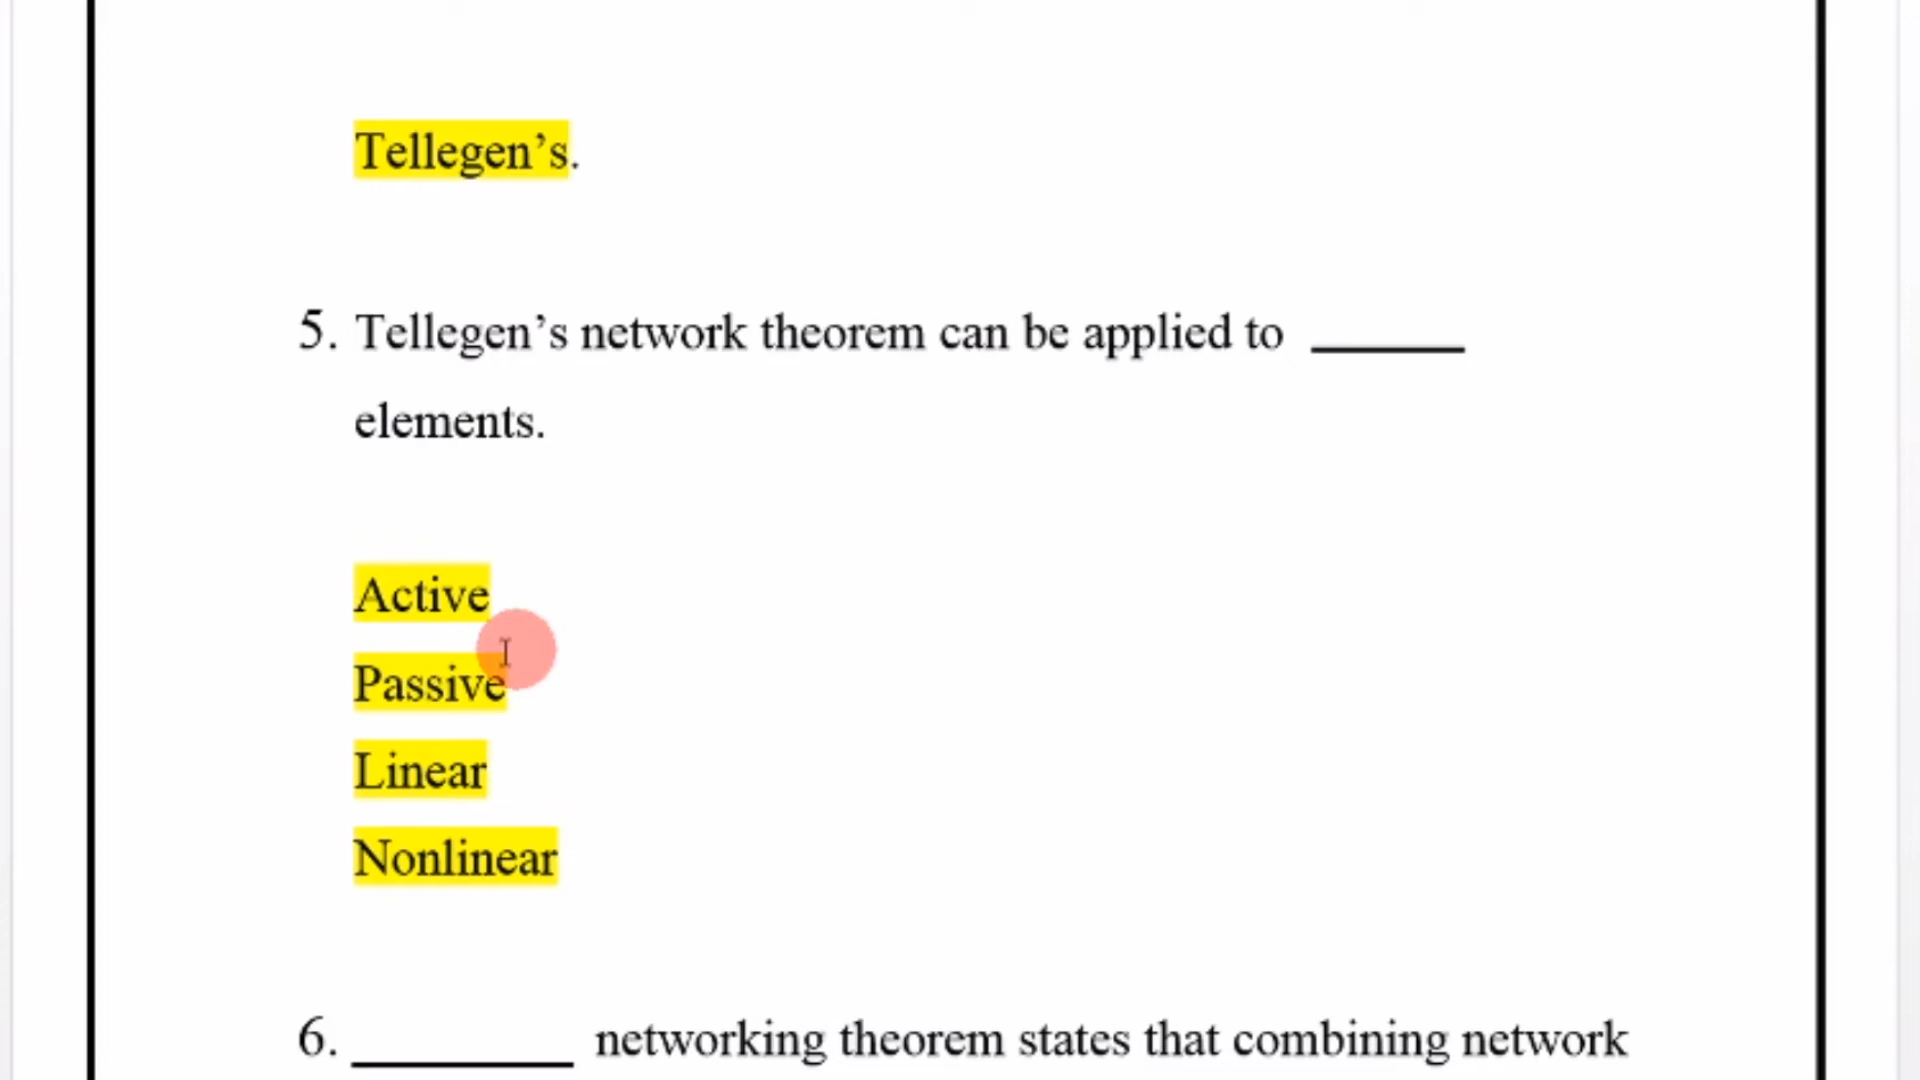 Tellegen’s.
5. Tellegen’s network theorem can be applied to ______
elements.
Active
Passive
Linear
Nonlinear
6. ________ networking theorem states that combining network